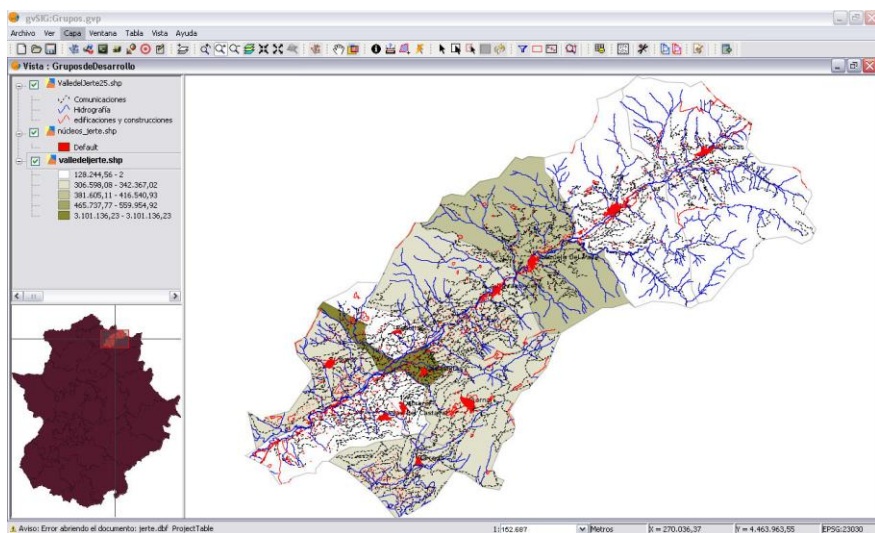 gvSIG:Grupos.gvp
Archivo Ver Capa Ventana Tabla Vista Ayuda
Vista : GruposdeDesarrollo
ValledelJerte25.shp
Comunicaciones
Hidrografía
edificaciones y construcciones
núcleos_jerte.shp
Default
valledeljerte.shp
128.244,56 - 2
306.598,08 - 342.367,02
381.605,11 - 416.540,93
465.737,77 - 559.954,92
3.101.136,23 - 3.101.136,23
Aviso: Error abriendo el documento: jerte.dbf ProjectTable
1:152.687
Metros
X = 270.036,37
Y = 4.463.963,55
EPSG:23030